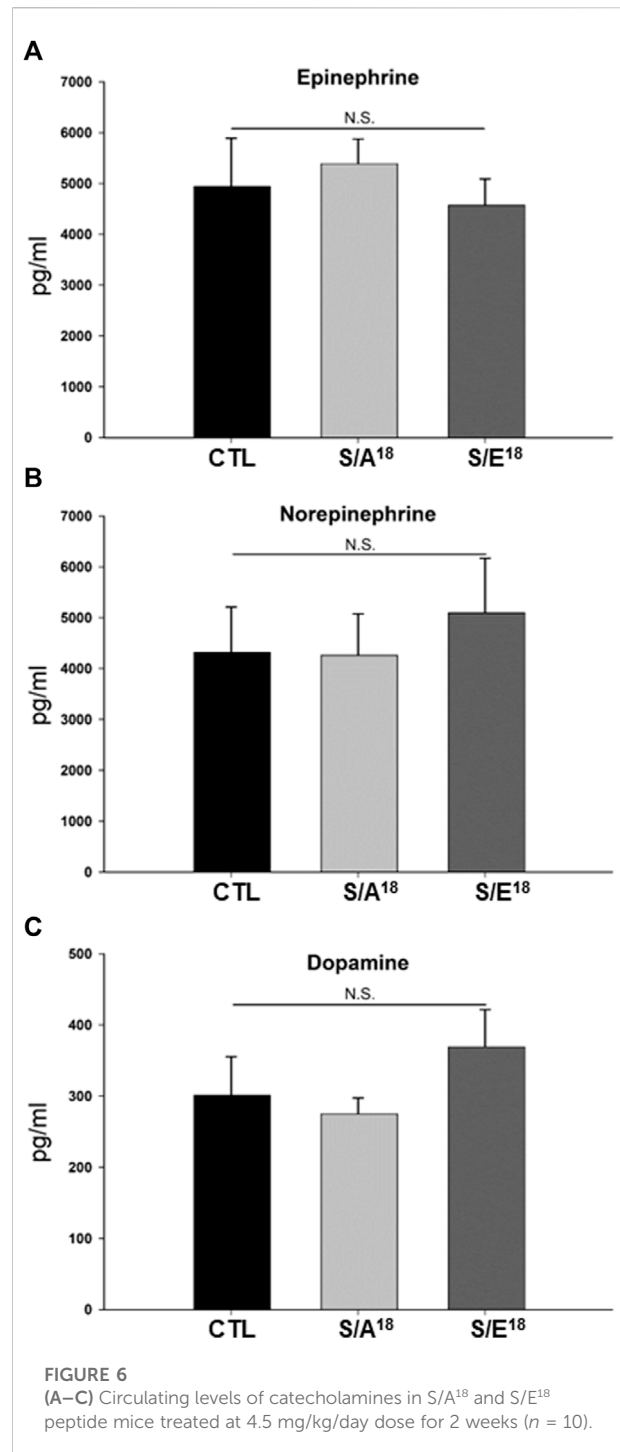 A
Epinephrine
N.S.
pg/ml
7000
6000
5000
4000
3000
2000
1000
0
CTL S/A¹⁸ S/E¹⁸
B
Norepinephrine
N.S.
pg/ml
7000
6000
5000
4000
3000
2000
1000
0
CTL S/A¹⁸ S/E¹⁸
C
Dopamine
N.S.
pg/ml
500
400
300
200
100
0
CTL S/A¹⁸ S/E¹⁸
FIGURE 6
(A–C) Circulating levels of catecholamines in S/A¹⁸ and S/E¹⁸
peptide mice treated at 4.5 mg/kg/day dose for 2 weeks (n = 10).